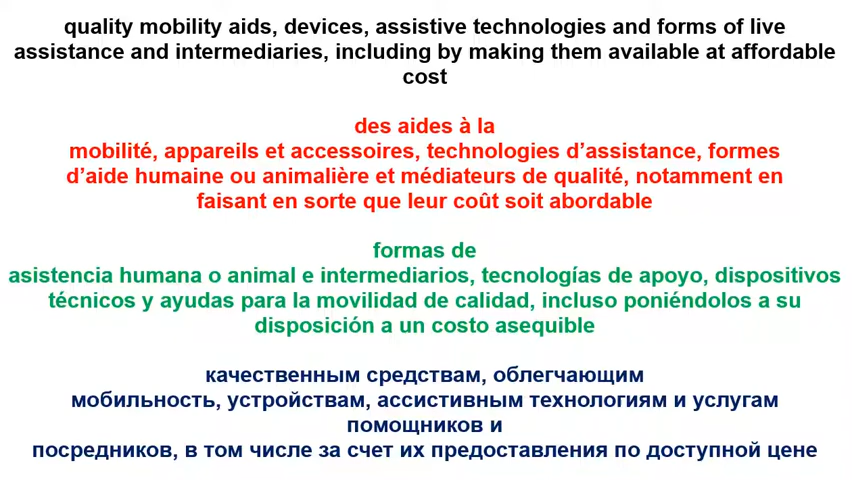 quality mobility aids, devices, assistive technologies and forms of live
assistance and intermediaries, including by making them available at affordable
cost
des aides à la
mobilité, appareils et accessoires, technologies d’assistance, formes
d’aide humaine ou animalière et médiateurs de qualité, notamment en
faisant en sorte que leur coût soit abordable
formas de
asistencia humana o animal e intermediarios, tecnologías de apoyo, dispositivos
técnicos y ayudas para la movilidad de calidad, incluso poniéndolos a su
disposición a un costo asequible
качественным средствам, облегчающим
мобильность, устройствам, ассистивным технологиям и услугам
помощников и
посредников, в том числе за счет их предоставления по доступной цене